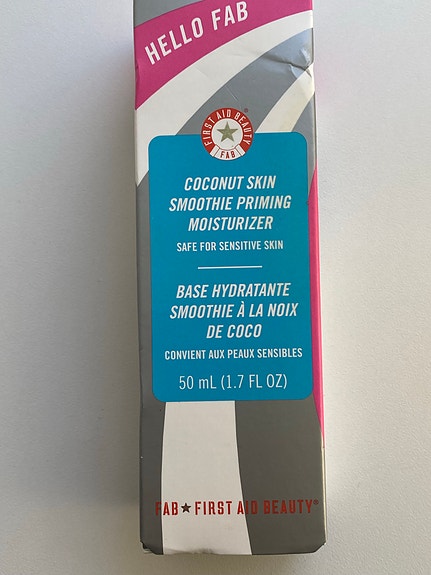 HELLO FAB
FIRST AID BEAUTY®
FAB
COCONUT SKIN
SMOOTHIE PRIMING
MOISTURIZER
SAFE FOR SENSITIVE SKIN
BASE HYDRATANTE
SMOOTHIE À LA NOIX
DE COCO
CONVIENT AUX PEAUX SENSIBLES
50 mL (1.7 FL OZ)
FAB★FIRST AID BEAUTY®